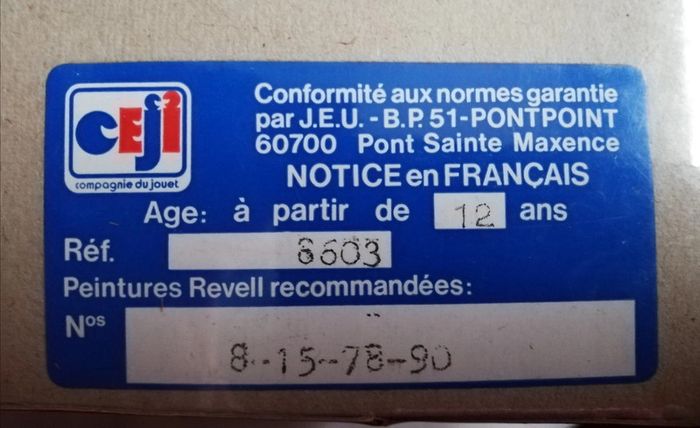 CEJI
compagnie du jouet
Conformité aux normes garantie
par J.E.U. - B.P. 51 - PONTPOINT
60700 Pont Sainte Maxence
NOTICE en FRANÇAIS
Age: à partir de 12 ans
Réf. 6603
Peintures Revell recommandées:
Nos
8--15-78-90